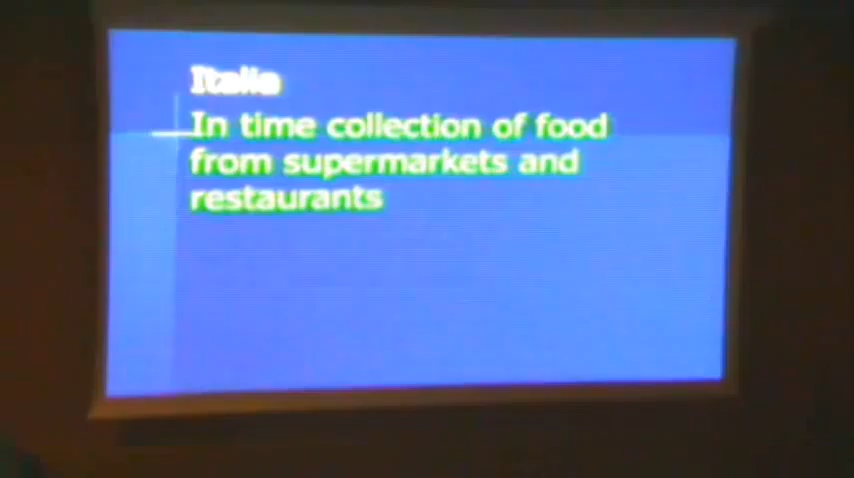 Italia
In time collection of food
from supermarkets and
restaurants